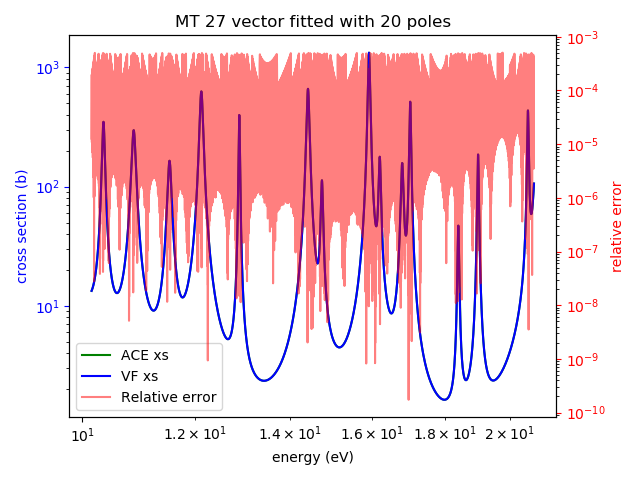 MT 27 vector fitted with 20 poles
10³
10²
10¹
cross section (b)
10⁻³
10⁻⁴
10⁻⁵
10⁻⁶
10⁻⁷
10⁻⁸
10⁻⁹
10⁻¹⁰
relative error
ACE xs
VF xs
Relative error
10¹
1.2 × 10¹
1.4 × 10¹
1.6 × 10¹
1.8 × 10¹
2 × 10¹
energy (eV)